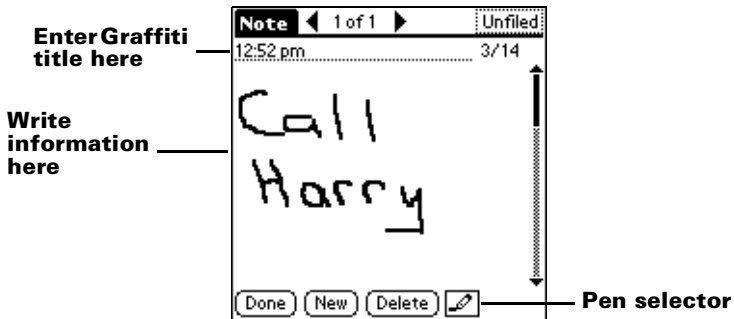 Note 1 of 1 Unfiled
Enter Graffiti
title here
12:52 pm 3/14
Write
information
here
Call
Harry
Done New Delete
Pen selector